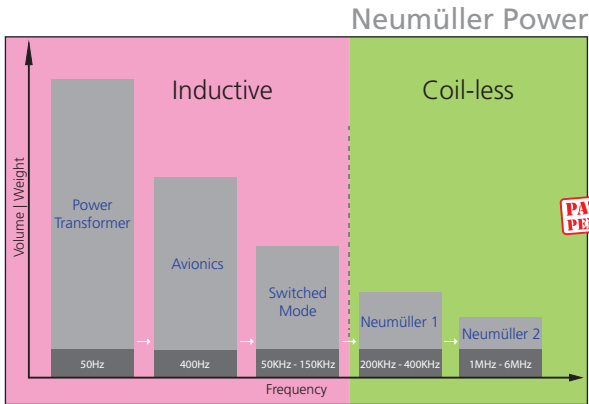 Neumüller Power
Inductive
Coil-less
Volume | Weight
Power
Transformer
Avionics
Switched
Mode
Neumüller 1
Neumüller 2
50Hz
400Hz
50KHz - 150KHz
200KHz - 400KHz
1MHz - 6MHz
Frequency